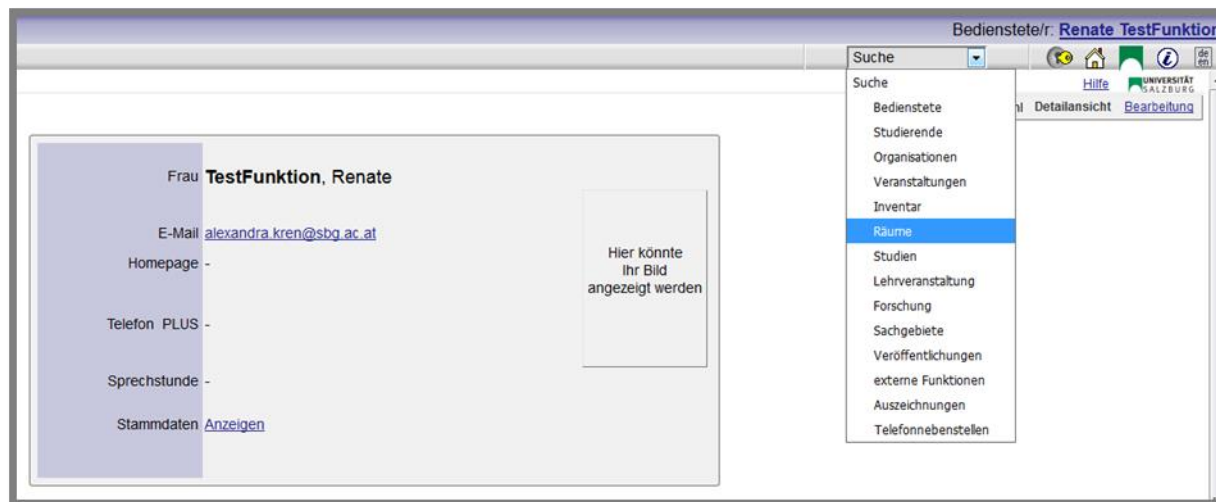 Bedienstete/r: Renate TestFunktion
Suche
de
en
Suche
Hilfe
UNIVERSITÄT
SALZBURG
Bedienstete
Detailansicht Bearbeitung
Studierende
Organisationen
Veranstaltungen
Inventar
Räume
Studien
Lehrveranstaltung
Forschung
Sachgebiete
Veröffentlichungen
externe Funktionen
Auszeichnungen
Telefonnebenstellen
Frau TestFunktion, Renate
E-Mail alexandra.kren@sbg.ac.at
Homepage -
Telefon PLUS -
Sprechstunde -
Stammdaten Anzeigen
Hier könnte
Ihr Bild
angezeigt werden